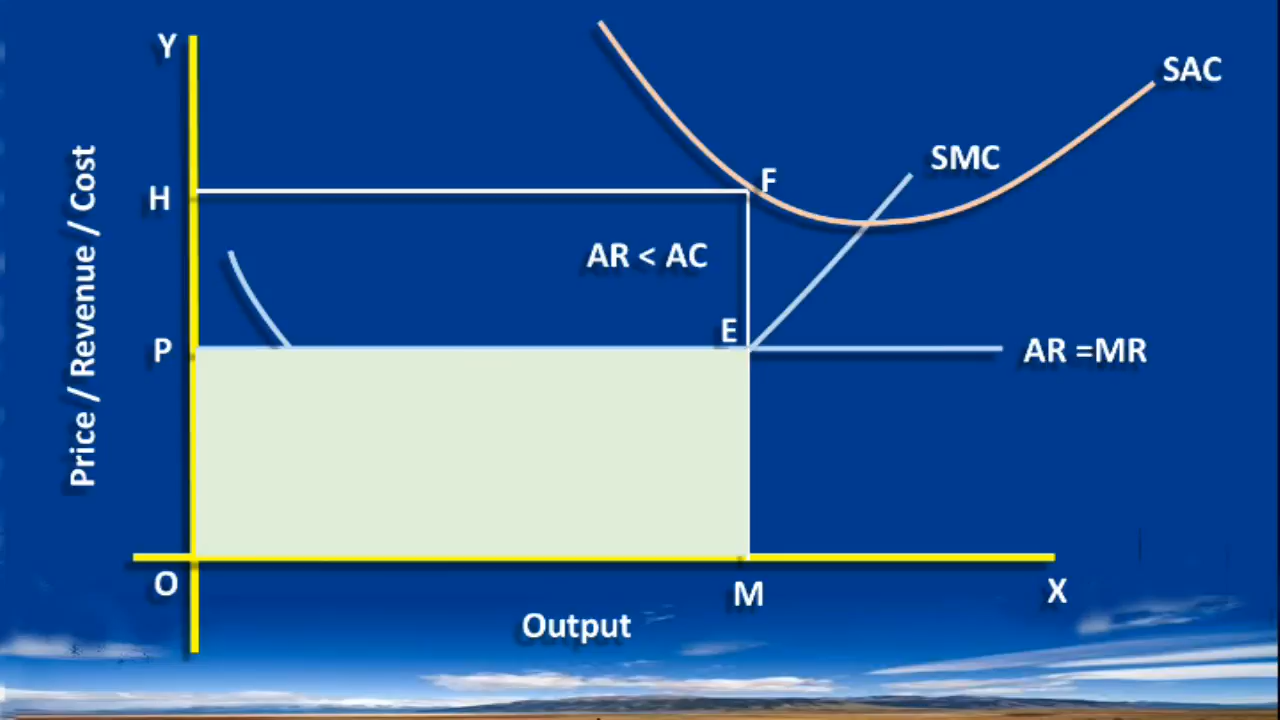 Y
SAC
SMC
H
F
AR < AC
E
P
AR =MR
Price / Revenue / Cost
O
M
X
Output